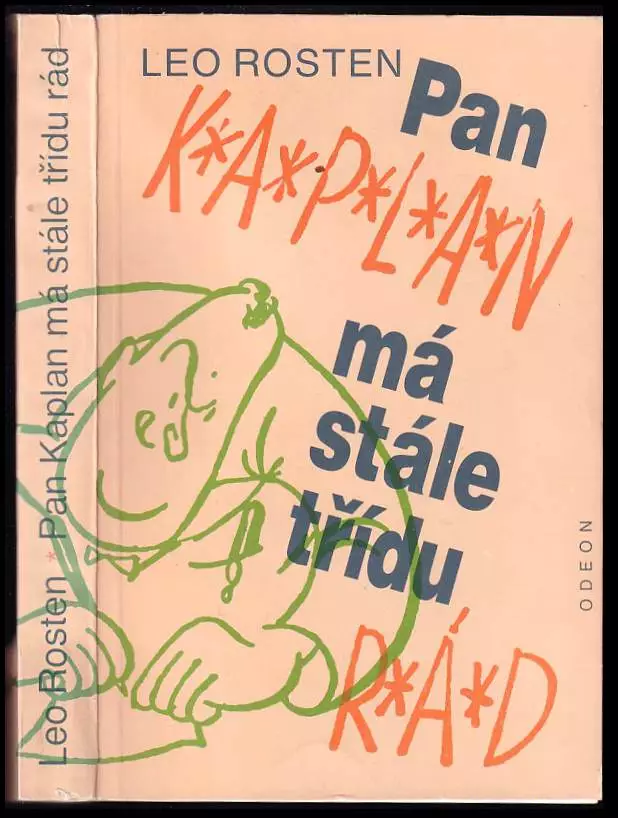 Leo Rosten * Pan Kaplan má stále třídu rád
LEO ROSTEN
Pan
K*A*P*L*A*N
má
stále
třídu
R*Á*D
ODEON